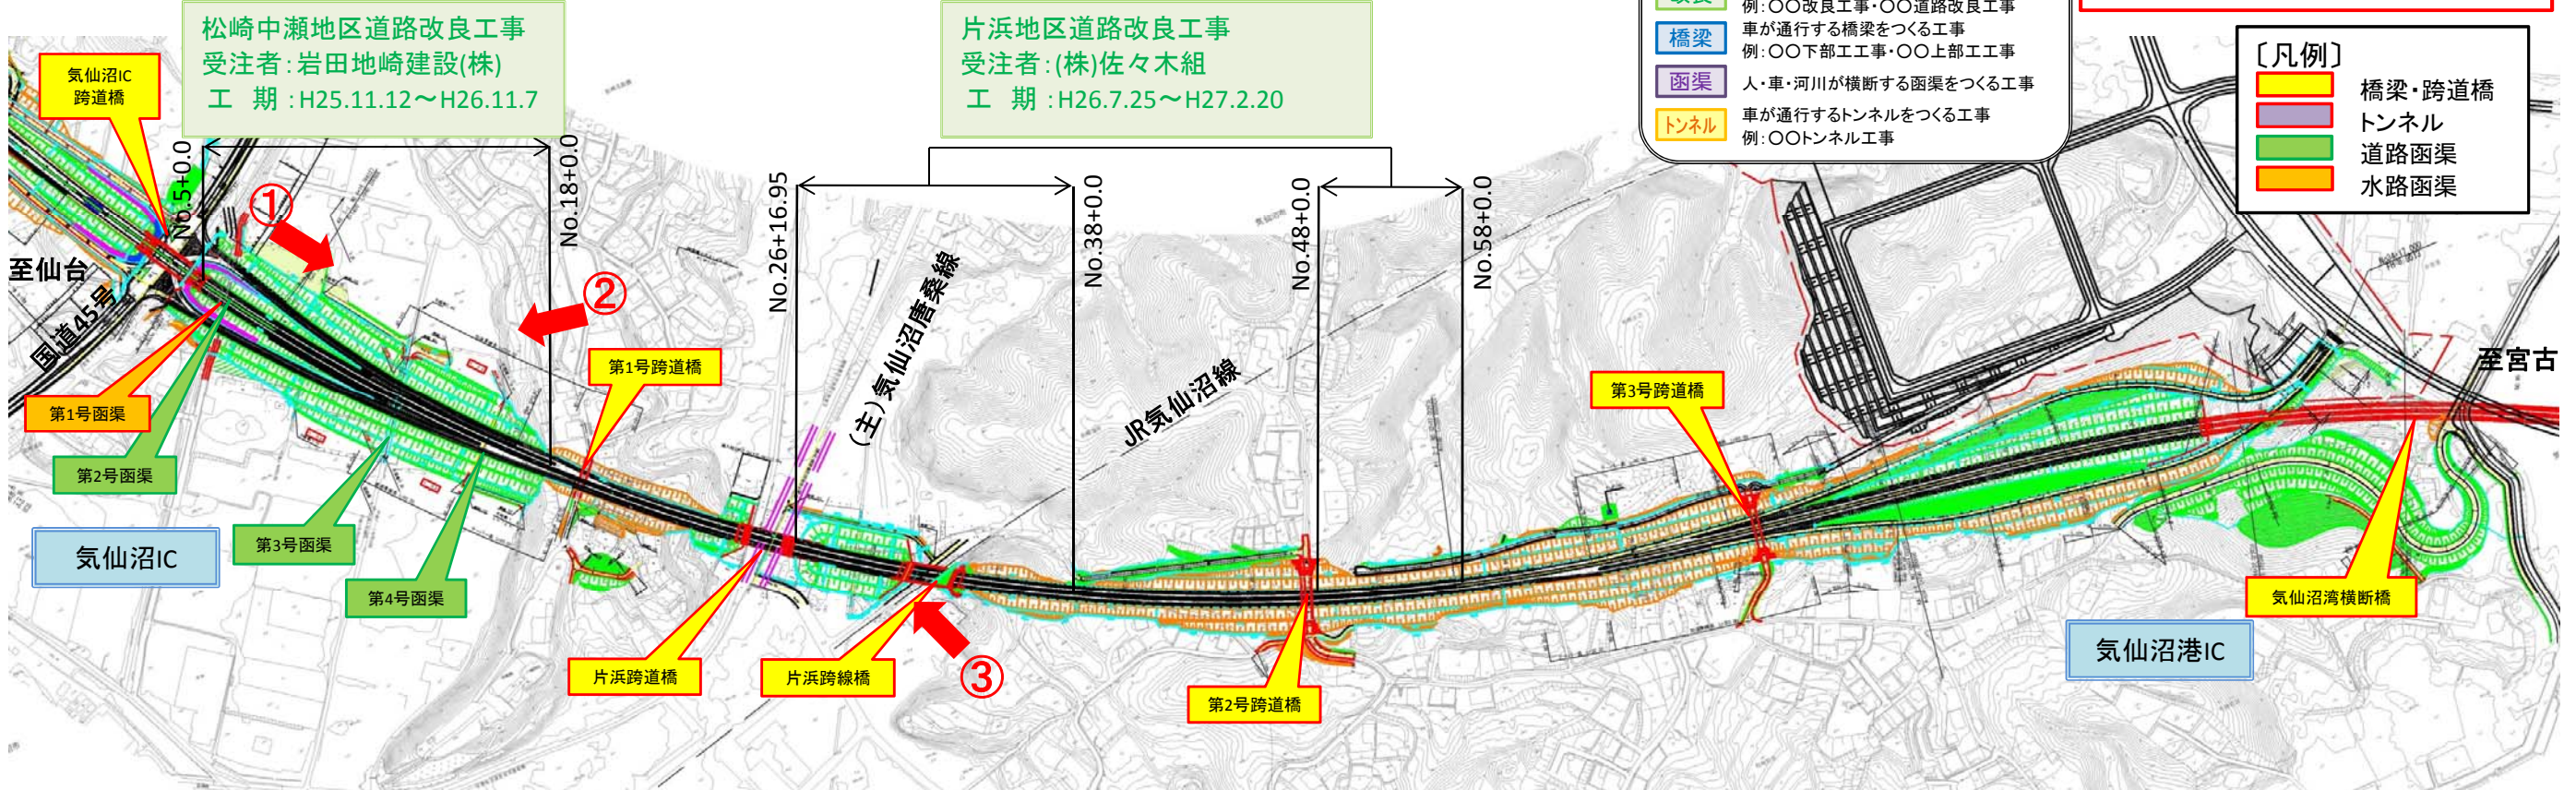 松崎中瀬地区道路改良工事
受注者：岩田地崎建設(株)
工　期：H25.11.12～H26.11.7
片浜地区道路改良工事
受注者：(株)佐々木組
工　期：H26.7.25～H27.2.20
例：〇〇改良工事・〇〇道路改良工事
橋梁
車が通行する橋梁をつくる工事
例：〇〇下部工工事・〇〇上部工工事
函渠
人・車・河川が横断する函渠をつくる工事
トンネル
車が通行するトンネルをつくる工事
例：〇〇トンネル工事
〔凡例〕
橋梁・跨道橋
トンネル
道路函渠
水路函渠
気仙沼IC
跨道橋
No.5+0.0
No.18+0.0
No.26+16.95
No.38+0.0
No.48+0.0
No.58+0.0
①
②
③
至仙台
国道45号
(主)気仙沼唐桑線
JR気仙沼線
至宮古
第1号函渠
第2号函渠
第3号函渠
第4号函渠
気仙沼IC
第1号跨道橋
片浜跨道橋
片浜跨線橋
第2号跨道橋
第3号跨道橋
気仙沼湾横断橋
気仙沼港IC